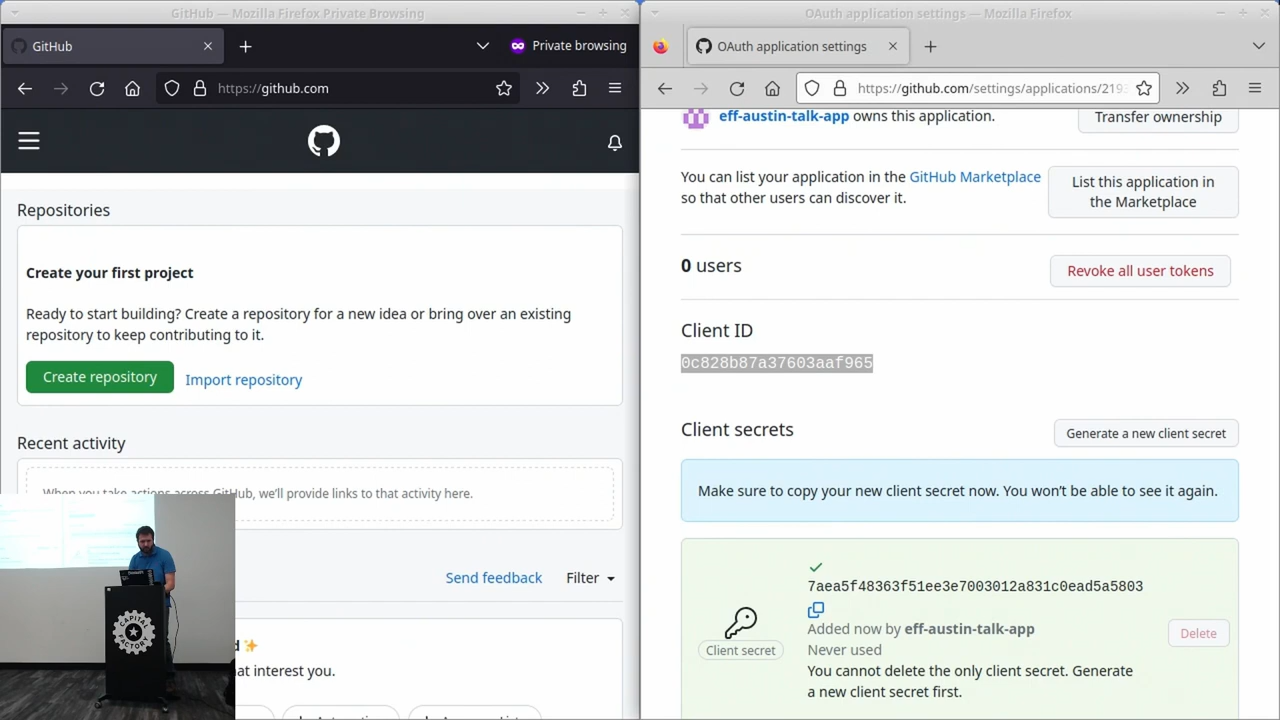 GitHub — Mozilla Firefox Private Browsing
GitHub
Private browsing
https://github.com
Repositories
Create your first project
Ready to start building? Create a repository for a new idea or bring over an existing
repository to keep contributing to it.
Create repository
Import repository
Recent activity
When you take actions across GitHub, we’ll provide links to that activity here.
Send feedback
Filter
that interest you.
CAPITAL
FACTORY
OAuth application settings — Mozilla Firefox
OAuth application settings
https://github.com/settings/applications/219
eff-austin-talk-app owns this application.
Transfer ownership
You can list your application in the GitHub Marketplace
so that other users can discover it.
List this application in
the Marketplace
0 users
Revoke all user tokens
Client ID
0c828b87a37603aaf965
Client secrets
Generate a new client secret
Make sure to copy your new client secret now. You won’t be able to see it again.
7aea5f48363f51ee3e7003012a831c0ead5a5803
Client secret
Added now by eff-austin-talk-app
Never used
Delete
You cannot delete the only client secret. Generate
a new client secret first.